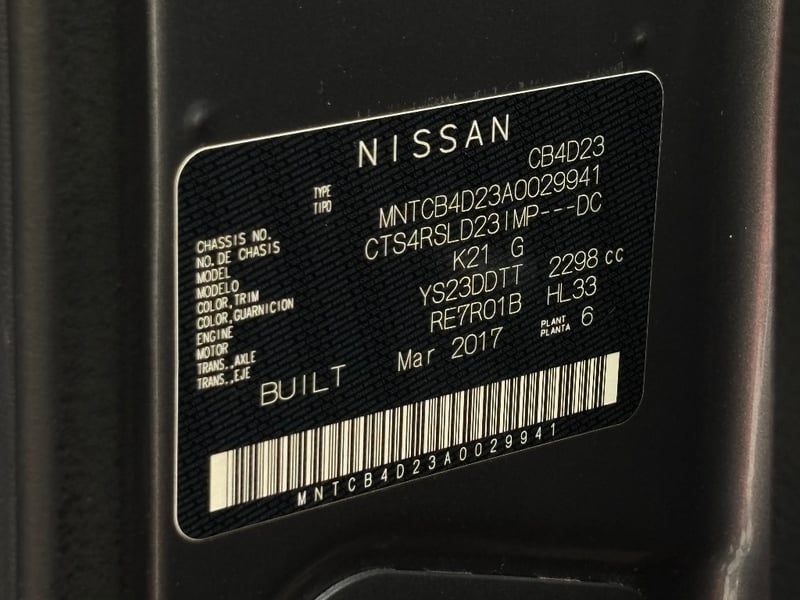 NISSAN
TYPE CB4D23
TIPO
CHASSIS NO. MNTCB4D23A0029941
NO. DE CHASIS
MODEL CTS4RSLD23IMP---DC
MODELO
COLOR,TRIM K21 G
COLOR,GUARNICION
ENGINE YS23DDTT 2298 cc
MOTOR
TRANS.,AXLE RE7R01B HL33
TRANS.,EJE
BUILT Mar 2017 PLANT 6
PLANTA
MNTCB4D23A0029941